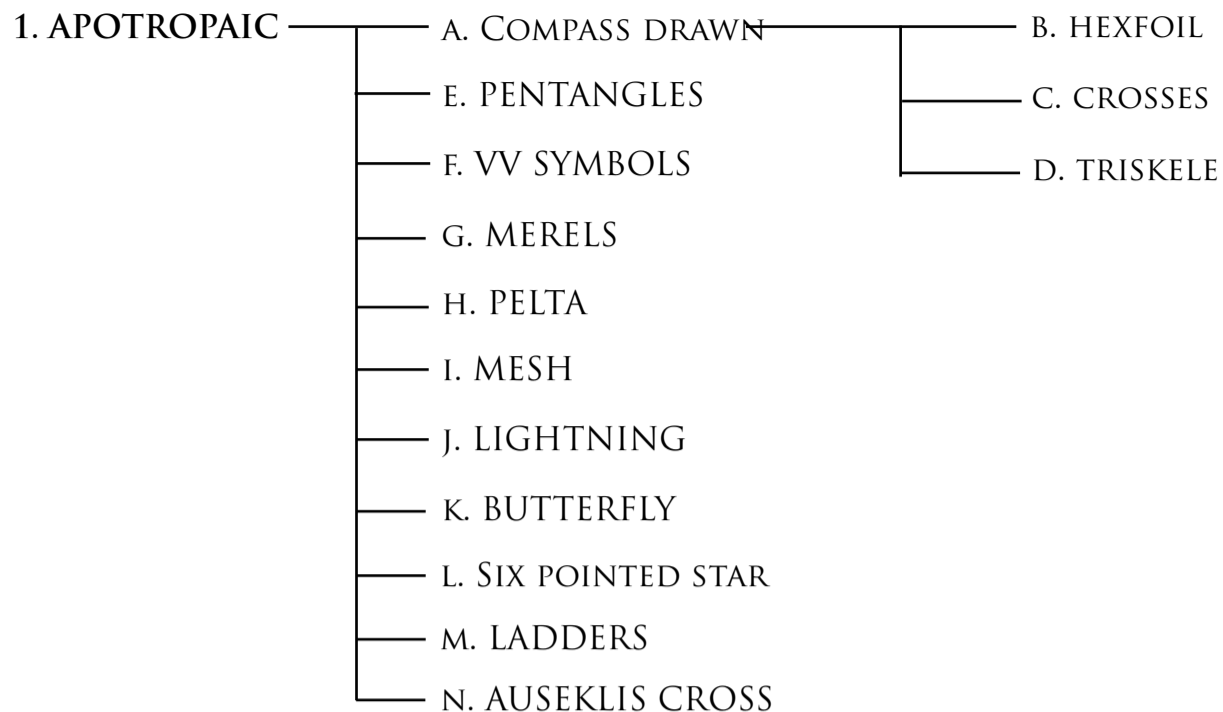 1. APOTROPAIC
A. COMPASS DRAWN
B. HEXFOIL
C. CROSSES
D. TRISKELE
E. PENTANGLES
F. VV SYMBOLS
G. MERELS
H. PELTA
I. MESH
J. LIGHTNING
K. BUTTERFLY
L. SIX POINTED STAR
M. LADDERS
N. AUSEKLIS CROSS